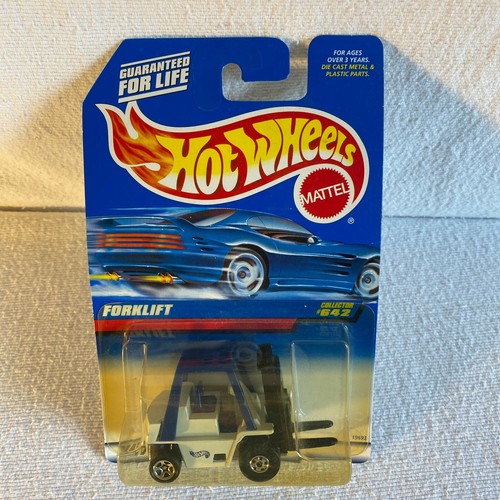 GUARANTEED
FOR LIFE
FOR AGES
OVER 3 YEARS.
DIE CAST METAL &
PLASTIC PARTS.
HOT WHEELS
MATTEL
®
FORKLIFT
COLLECTOR
#642